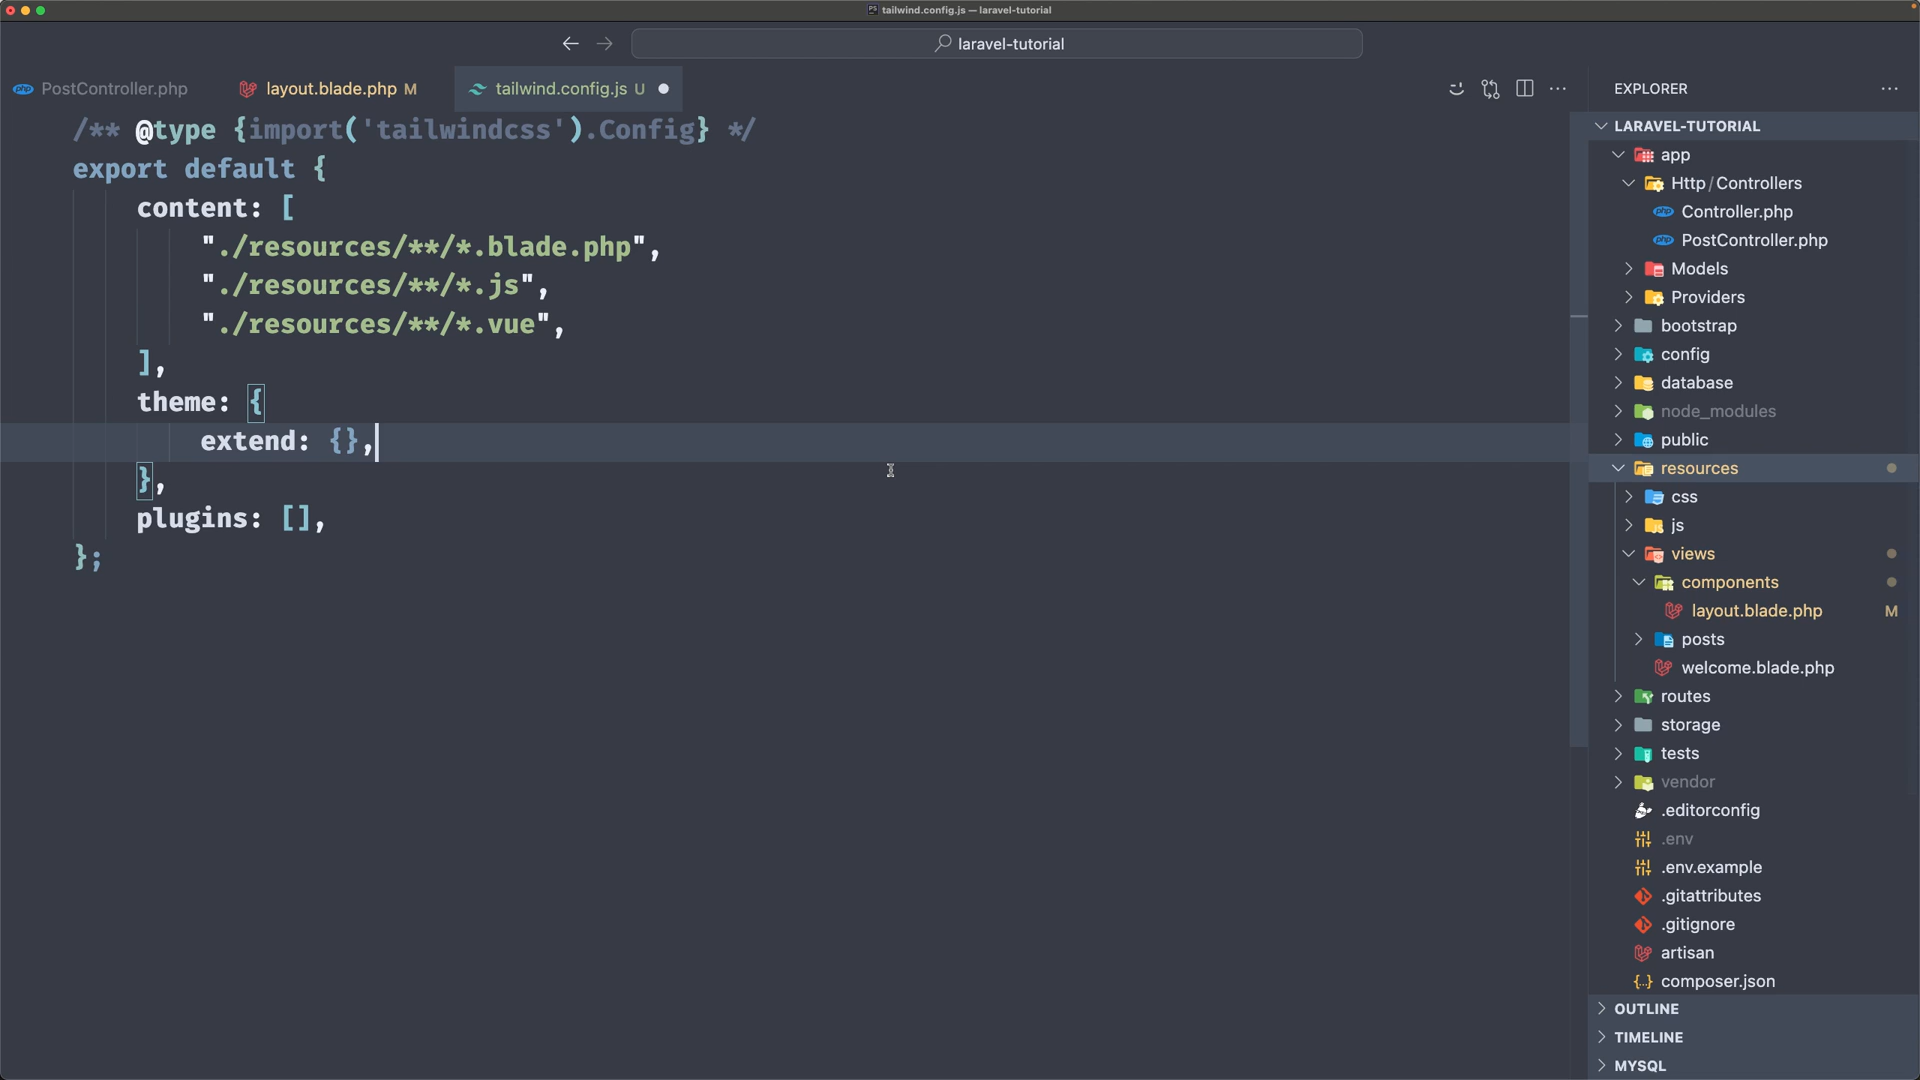 tailwind.config.js — laravel-tutorial
laravel-tutorial
PostController.php
layout.blade.php M
tailwind.config.js U
/** @type {import('tailwindcss').Config} */
export default {
content: [
"./resources/**/*.blade.php",
"./resources/**/*.js",
"./resources/**/*.vue",
],
theme: {
extend: {},
},
plugins: [],
};
EXPLORER
LARAVEL-TUTORIAL
app
Http/Controllers
php Controller.php
php PostController.php
Models
Providers
bootstrap
config
database
node_modules
public
resources
css
js
views
components
layout.blade.php M
posts
welcome.blade.php
routes
storage
tests
vendor
.editorconfig
.env
.env.example
.gitattributes
.gitignore
artisan
{..} composer.json
OUTLINE
TIMELINE
MYSQL